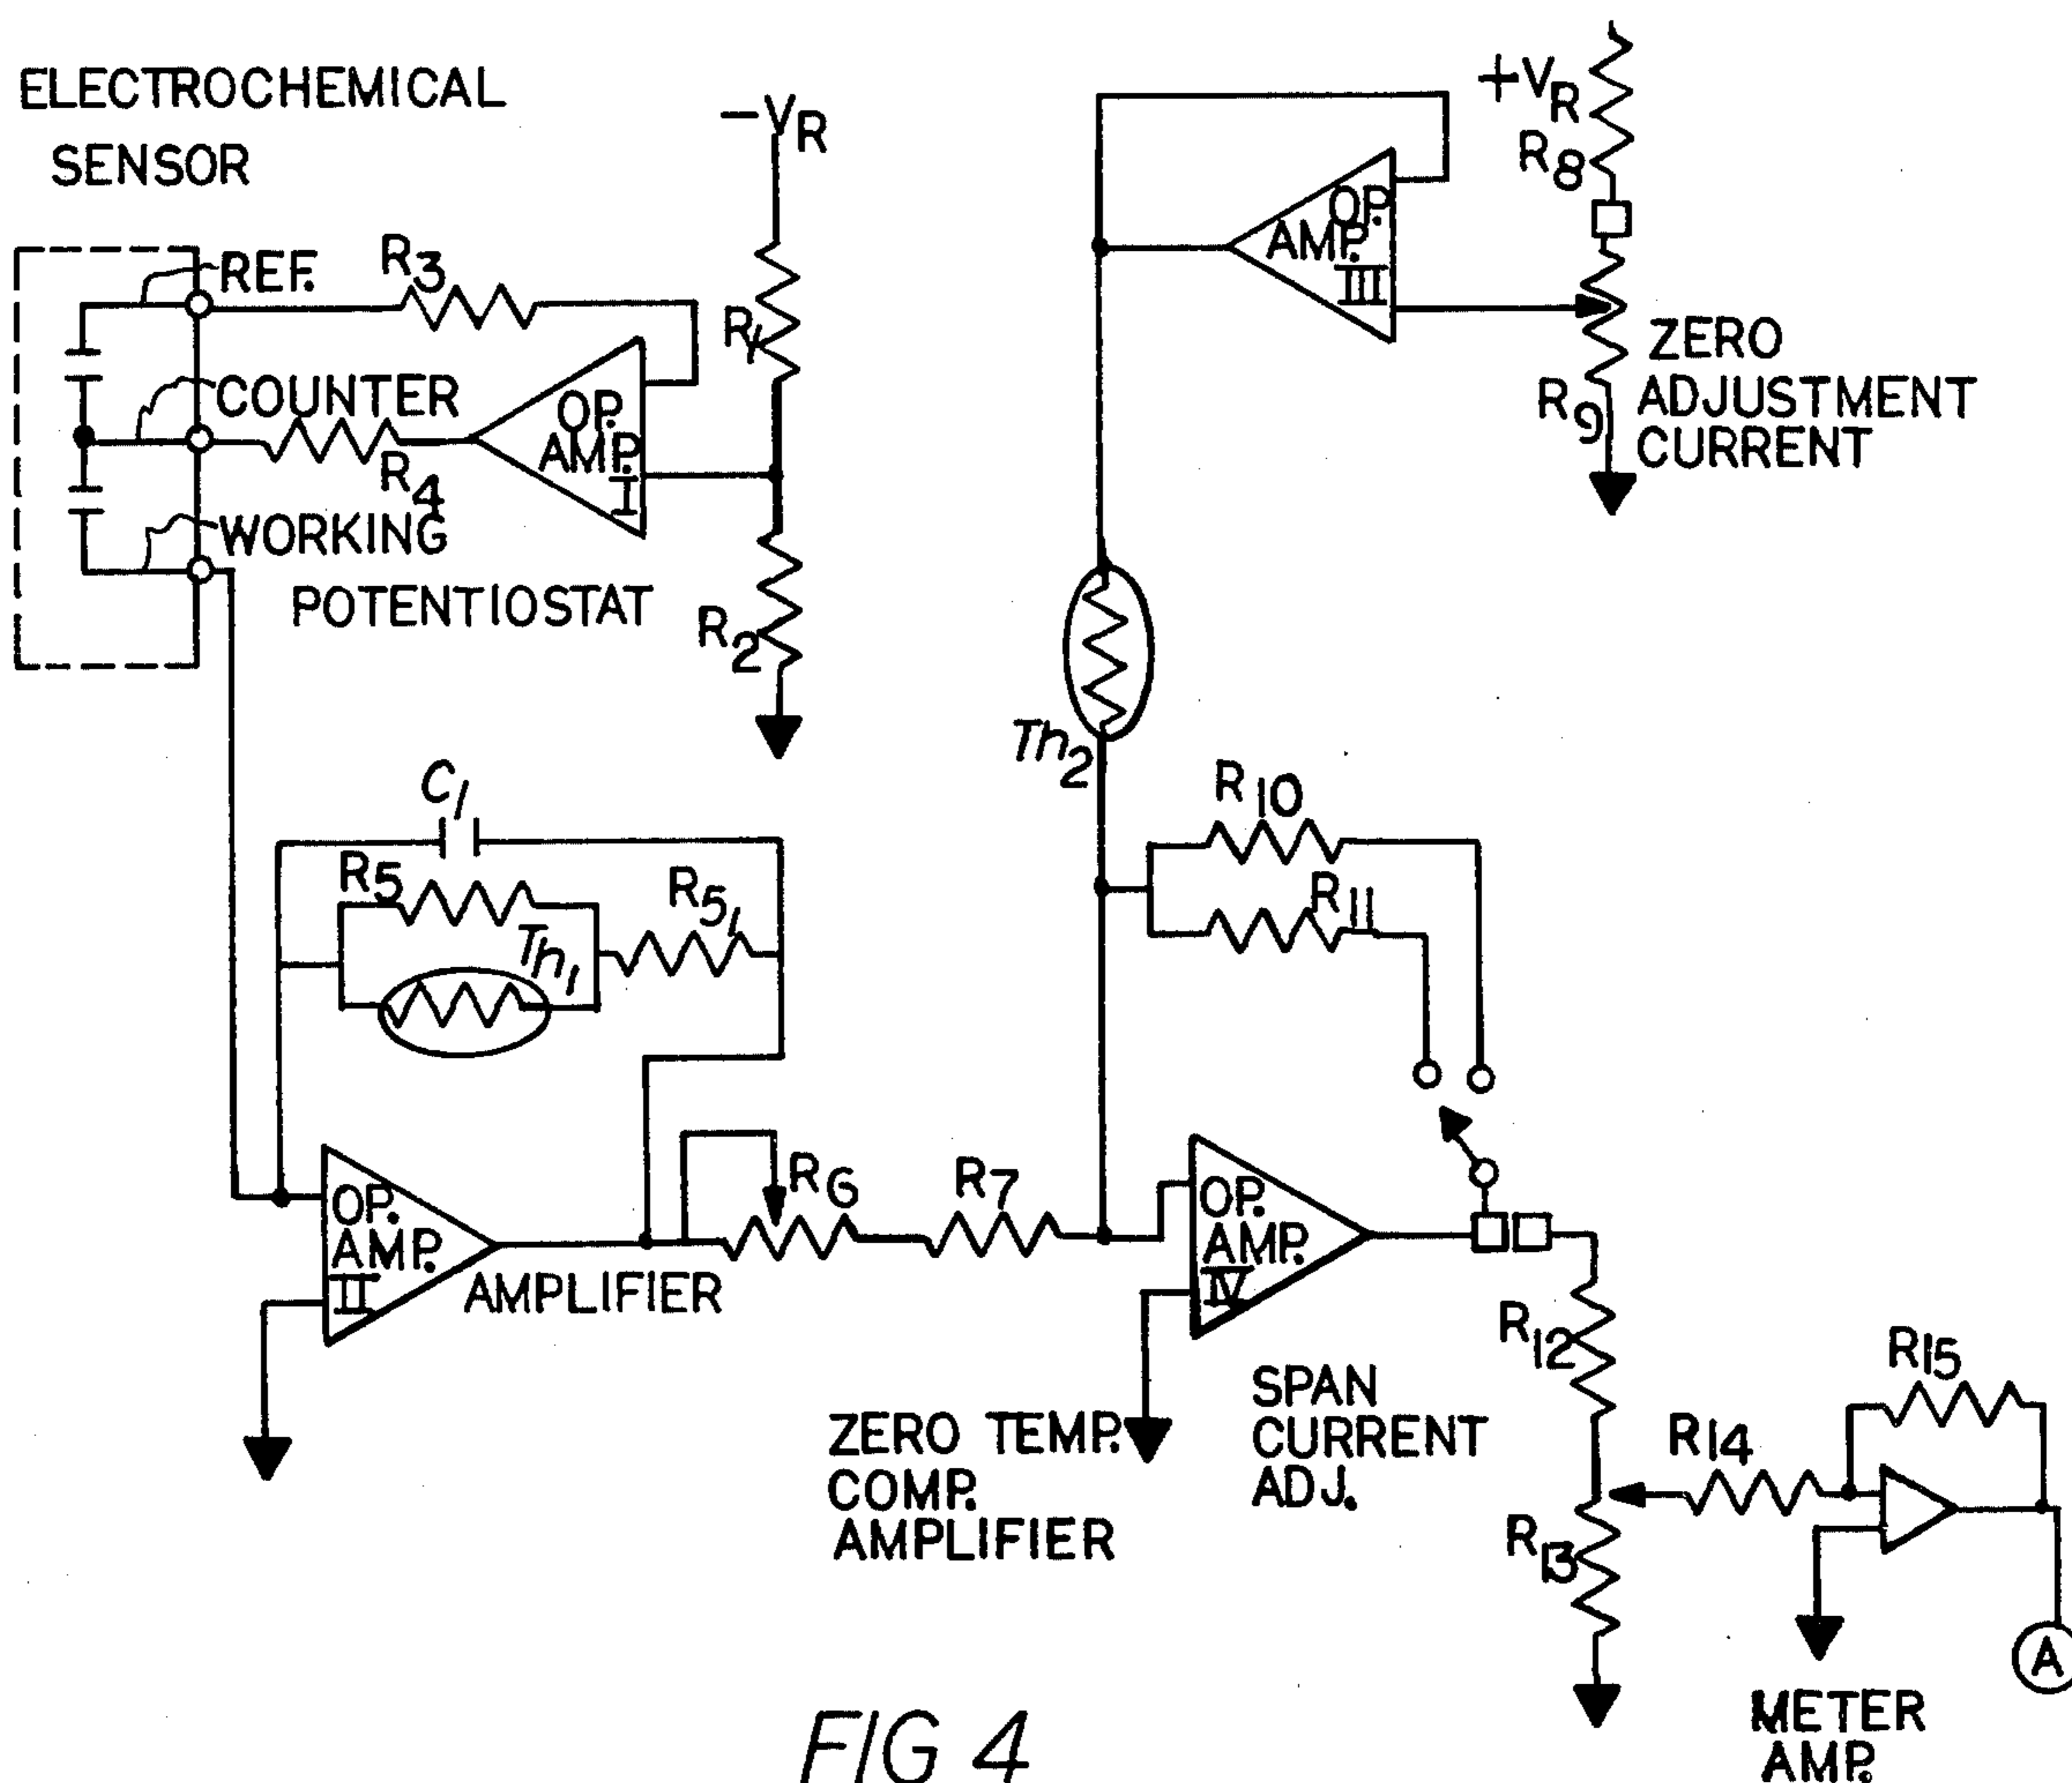 ELECTROCHEMICAL
SENSOR
REF.
R3
COUNTER
R4
WORKING
POTENTIOSTAT
OP.
AMP.
I
-VR
R1
R2
+VR
R8
OP.
AMP.
III
R9
ZERO
ADJUSTMENT
CURRENT
Th2
C1
R5
Th1
R51
R10
R11
OP.
AMP.
II
AMPLIFIER
R6
R7
OP.
AMP.
IV
ZERO TEMP.
COMP.
AMPLIFIER
SPAN
CURRENT
ADJ.
R12
R13
R14
R15
A
METER
AMP.
FIG 4